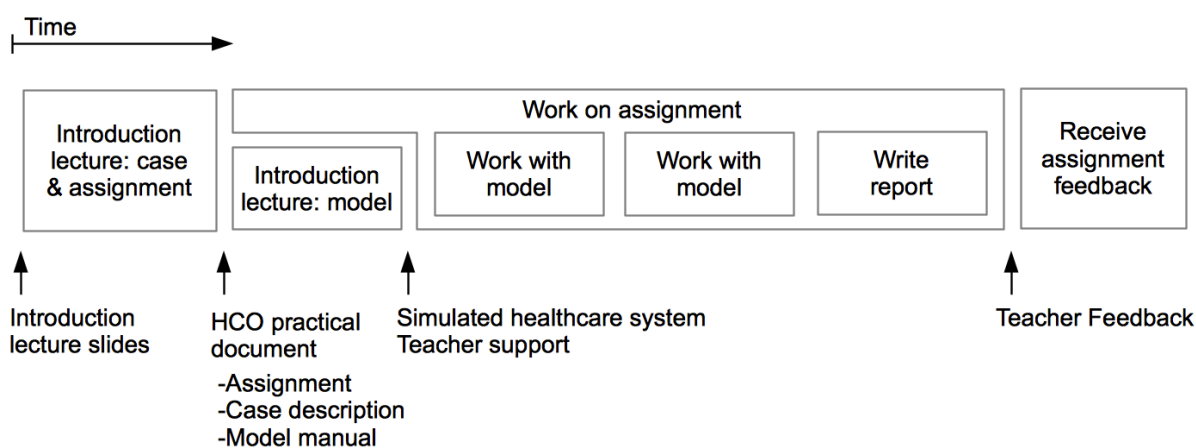 Time
Introduction
lecture: case
& assignment
Work on assignment
Introduction
lecture: model
Work with
model
Work with
model
Write
report
Receive
assignment
feedback
Introduction
lecture slides
HCO practical
document
-Assignment
-Case description
-Model manual
Simulated healthcare system
Teacher support
Teacher Feedback